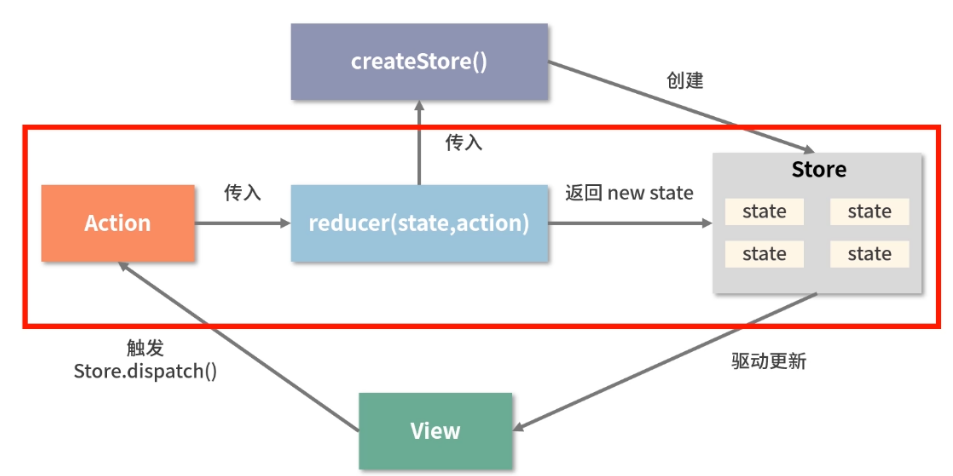 createStore()
创建
传入
Store
Action
传入
reducer(state,action)
返回 new state
state
state
state
state
触发
Store.dispatch()
驱动更新
View